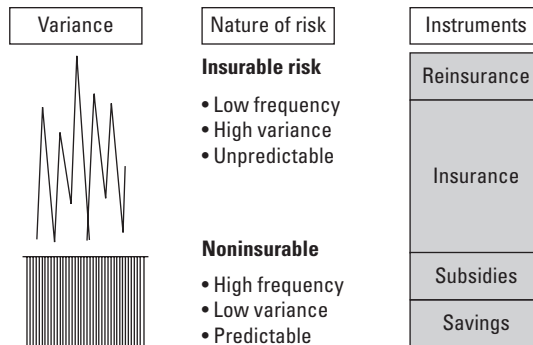 Variance
Nature of risk
Instruments
Insurable risk
• Low frequency
• High variance
• Unpredictable
Noninsurable
• High frequency
• Low variance
• Predictable
Reinsurance
Insurance
Subsidies
Savings